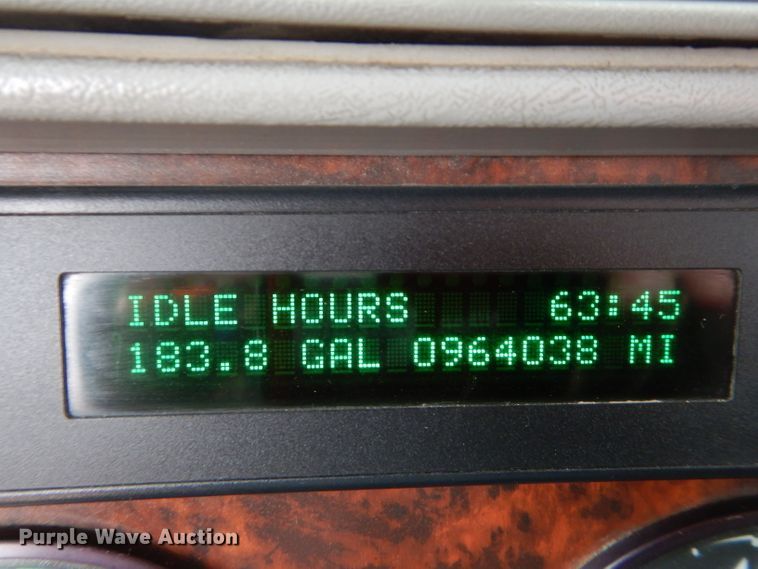 IDLE HOURS 63:45
183.8 GAL 0964038 MI
Purple Wave Auction